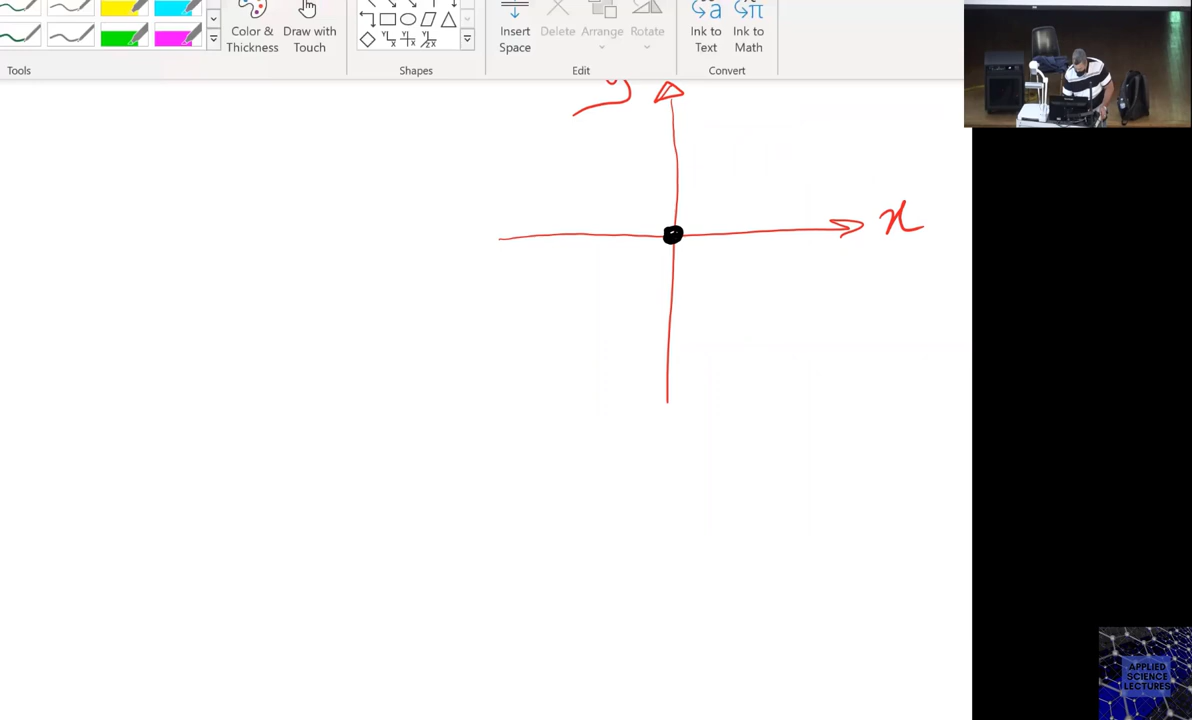 Color &
Thickness
Draw with
Touch
Insert
Space
Delete
Arrange
Rotate
Ink to
Text
Ink to
Math
Tools
Shapes
Edit
Convert
y
x
APPLIED
SCIENCE
LECTURES